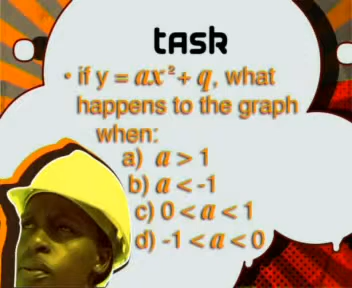 task
• if y = ax² + q, what
happens to the graph
when:
a) a > 1
b) a < -1
c) 0 < a < 1
d) -1 < a < 0